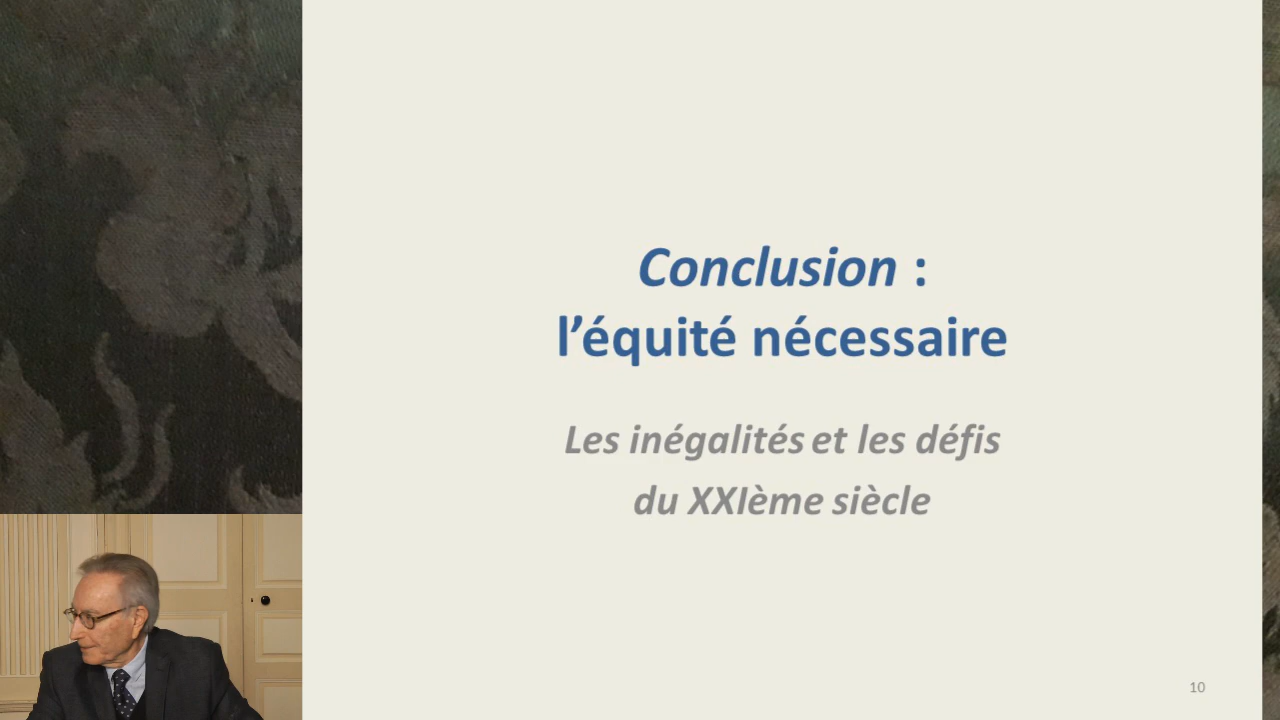 Conclusion :
l’équité nécessaire
Les inégalités et les défis
du XXIème siècle
10